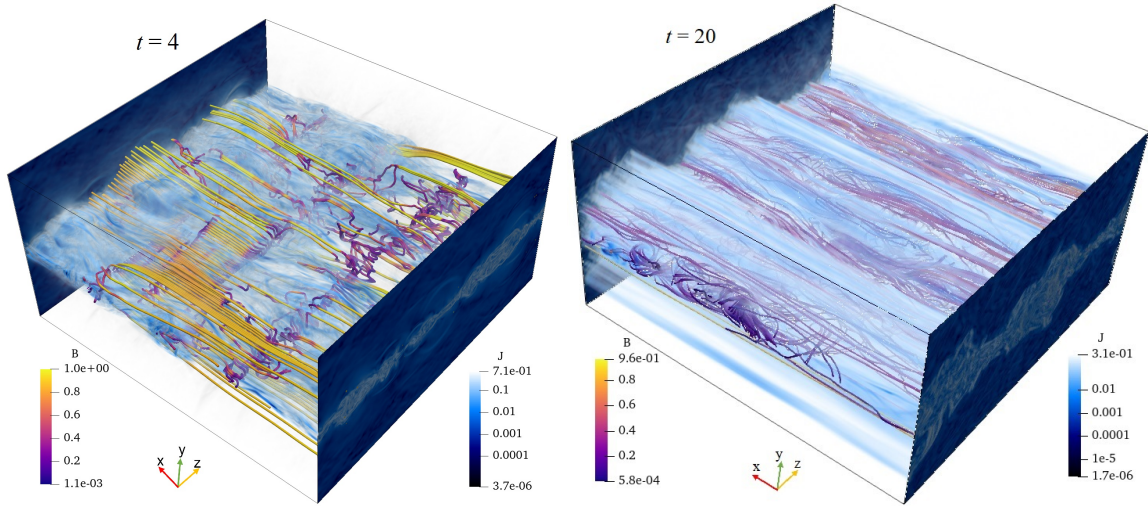 t = 4
B
1.0e+00
0.8
0.6
0.4
0.2
1.1e-03
x
y
z
J
7.1e-01
0.1
0.01
0.001
0.0001
3.7e-06
t = 20
B
9.6e-01
0.8
0.6
0.4
0.2
5.8e-04
x
y
z
J
3.1e-01
0.01
0.001
0.0001
1e-5
1.7e-06